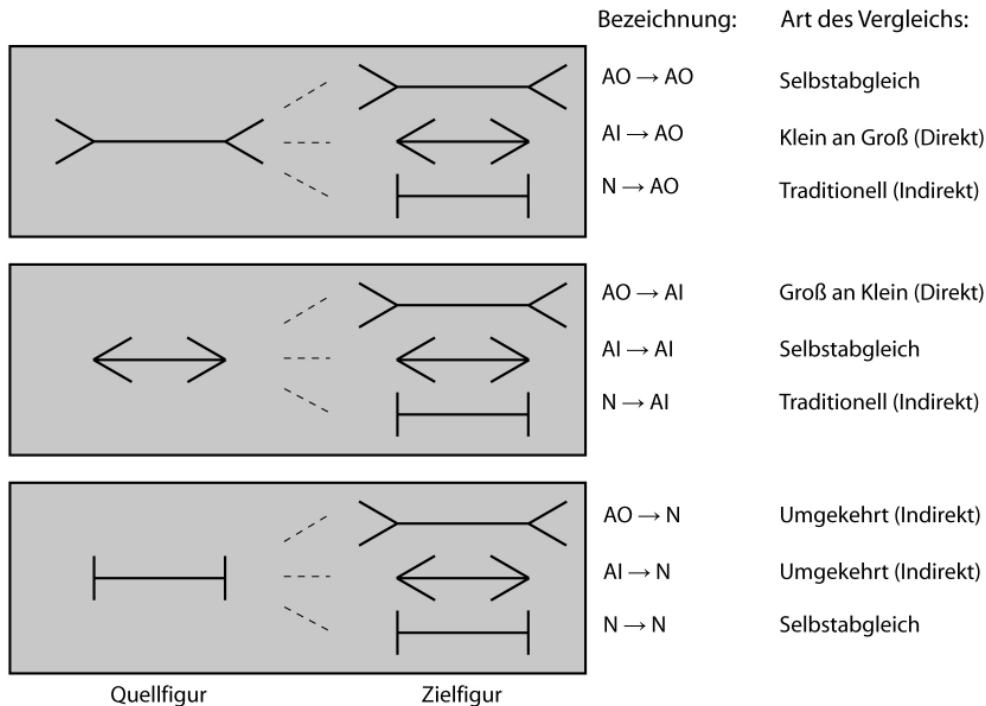 Bezeichnung: Art des Vergleichs:
AO → AO Selbstabgleich
AI → AO Klein an Groß (Direkt)
N → AO Traditionell (Indirekt)
AO → AI Groß an Klein (Direkt)
AI → AI Selbstabgleich
N → AI Traditionell (Indirekt)
AO → N Umgekehrt (Indirekt)
AI → N Umgekehrt (Indirekt)
N → N Selbstabgleich
Quellfigur Zielfigur